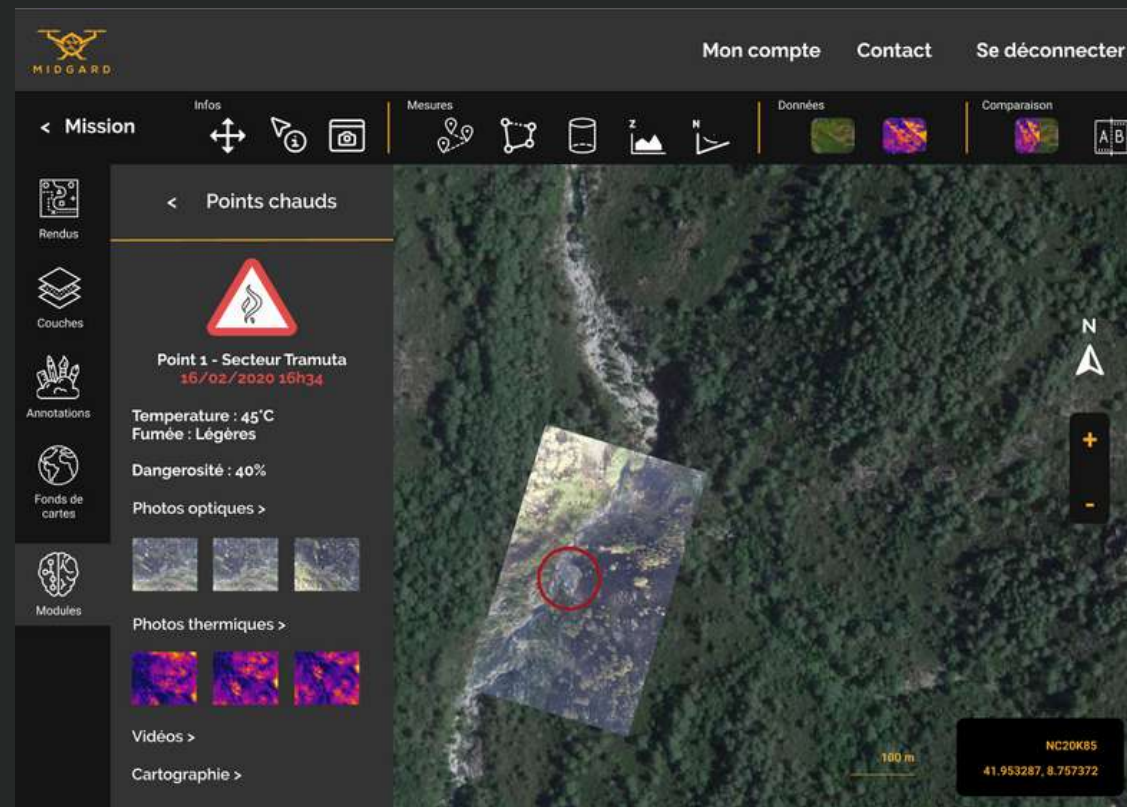 MIDGARD
Mon compte
Contact
Se déconnecter
< Mission
Infos
Mesures
Z
N
Données
Comparaison
A B
Rendus
Couches
Annotations
Fonds de
cartes
Modules
< Points chauds
Point 1 - Secteur Tramuta
16/02/2020 16h34
Temperature : 45°C
Fumée : Légères
Dangerosité : 40%
Photos optiques >
Photos thermiques >
Vidéos >
Cartographie >
N
+
-
100 m
NC20K85
41.953287, 8.757372